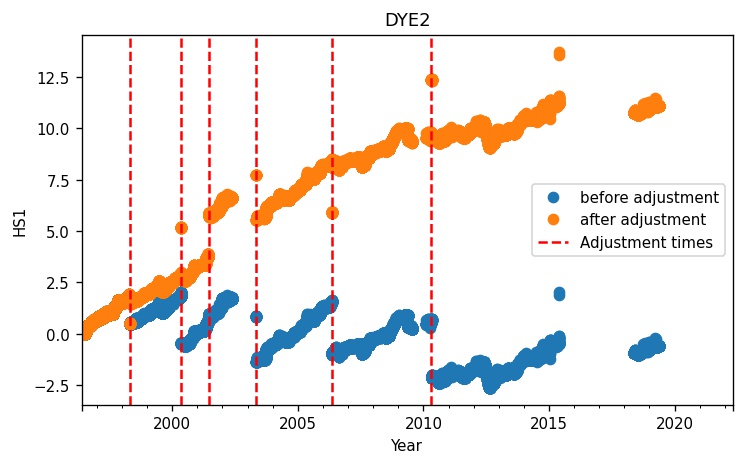 DYE2
12.5
10.0
7.5
5.0
2.5
0.0
−2.5
HS1
before adjustment
after adjustment
Adjustment times
2000
2005
2010
2015
2020
Year